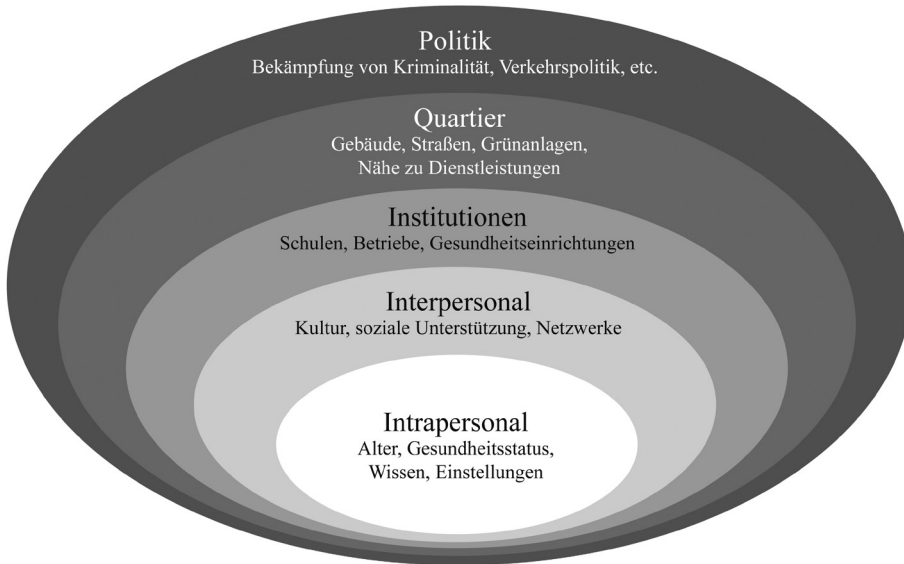 Politik
Bekämpfung von Kriminalität, Verkehrspolitik, etc.
Quartier
Gebäude, Straßen, Grünanlagen,
Nähe zu Dienstleistungen
Institutionen
Schulen, Betriebe, Gesundheitseinrichtungen
Interpersonal
Kultur, soziale Unterstützung, Netzwerke
Intrapersonal
Alter, Gesundheitsstatus,
Wissen, Einstellungen